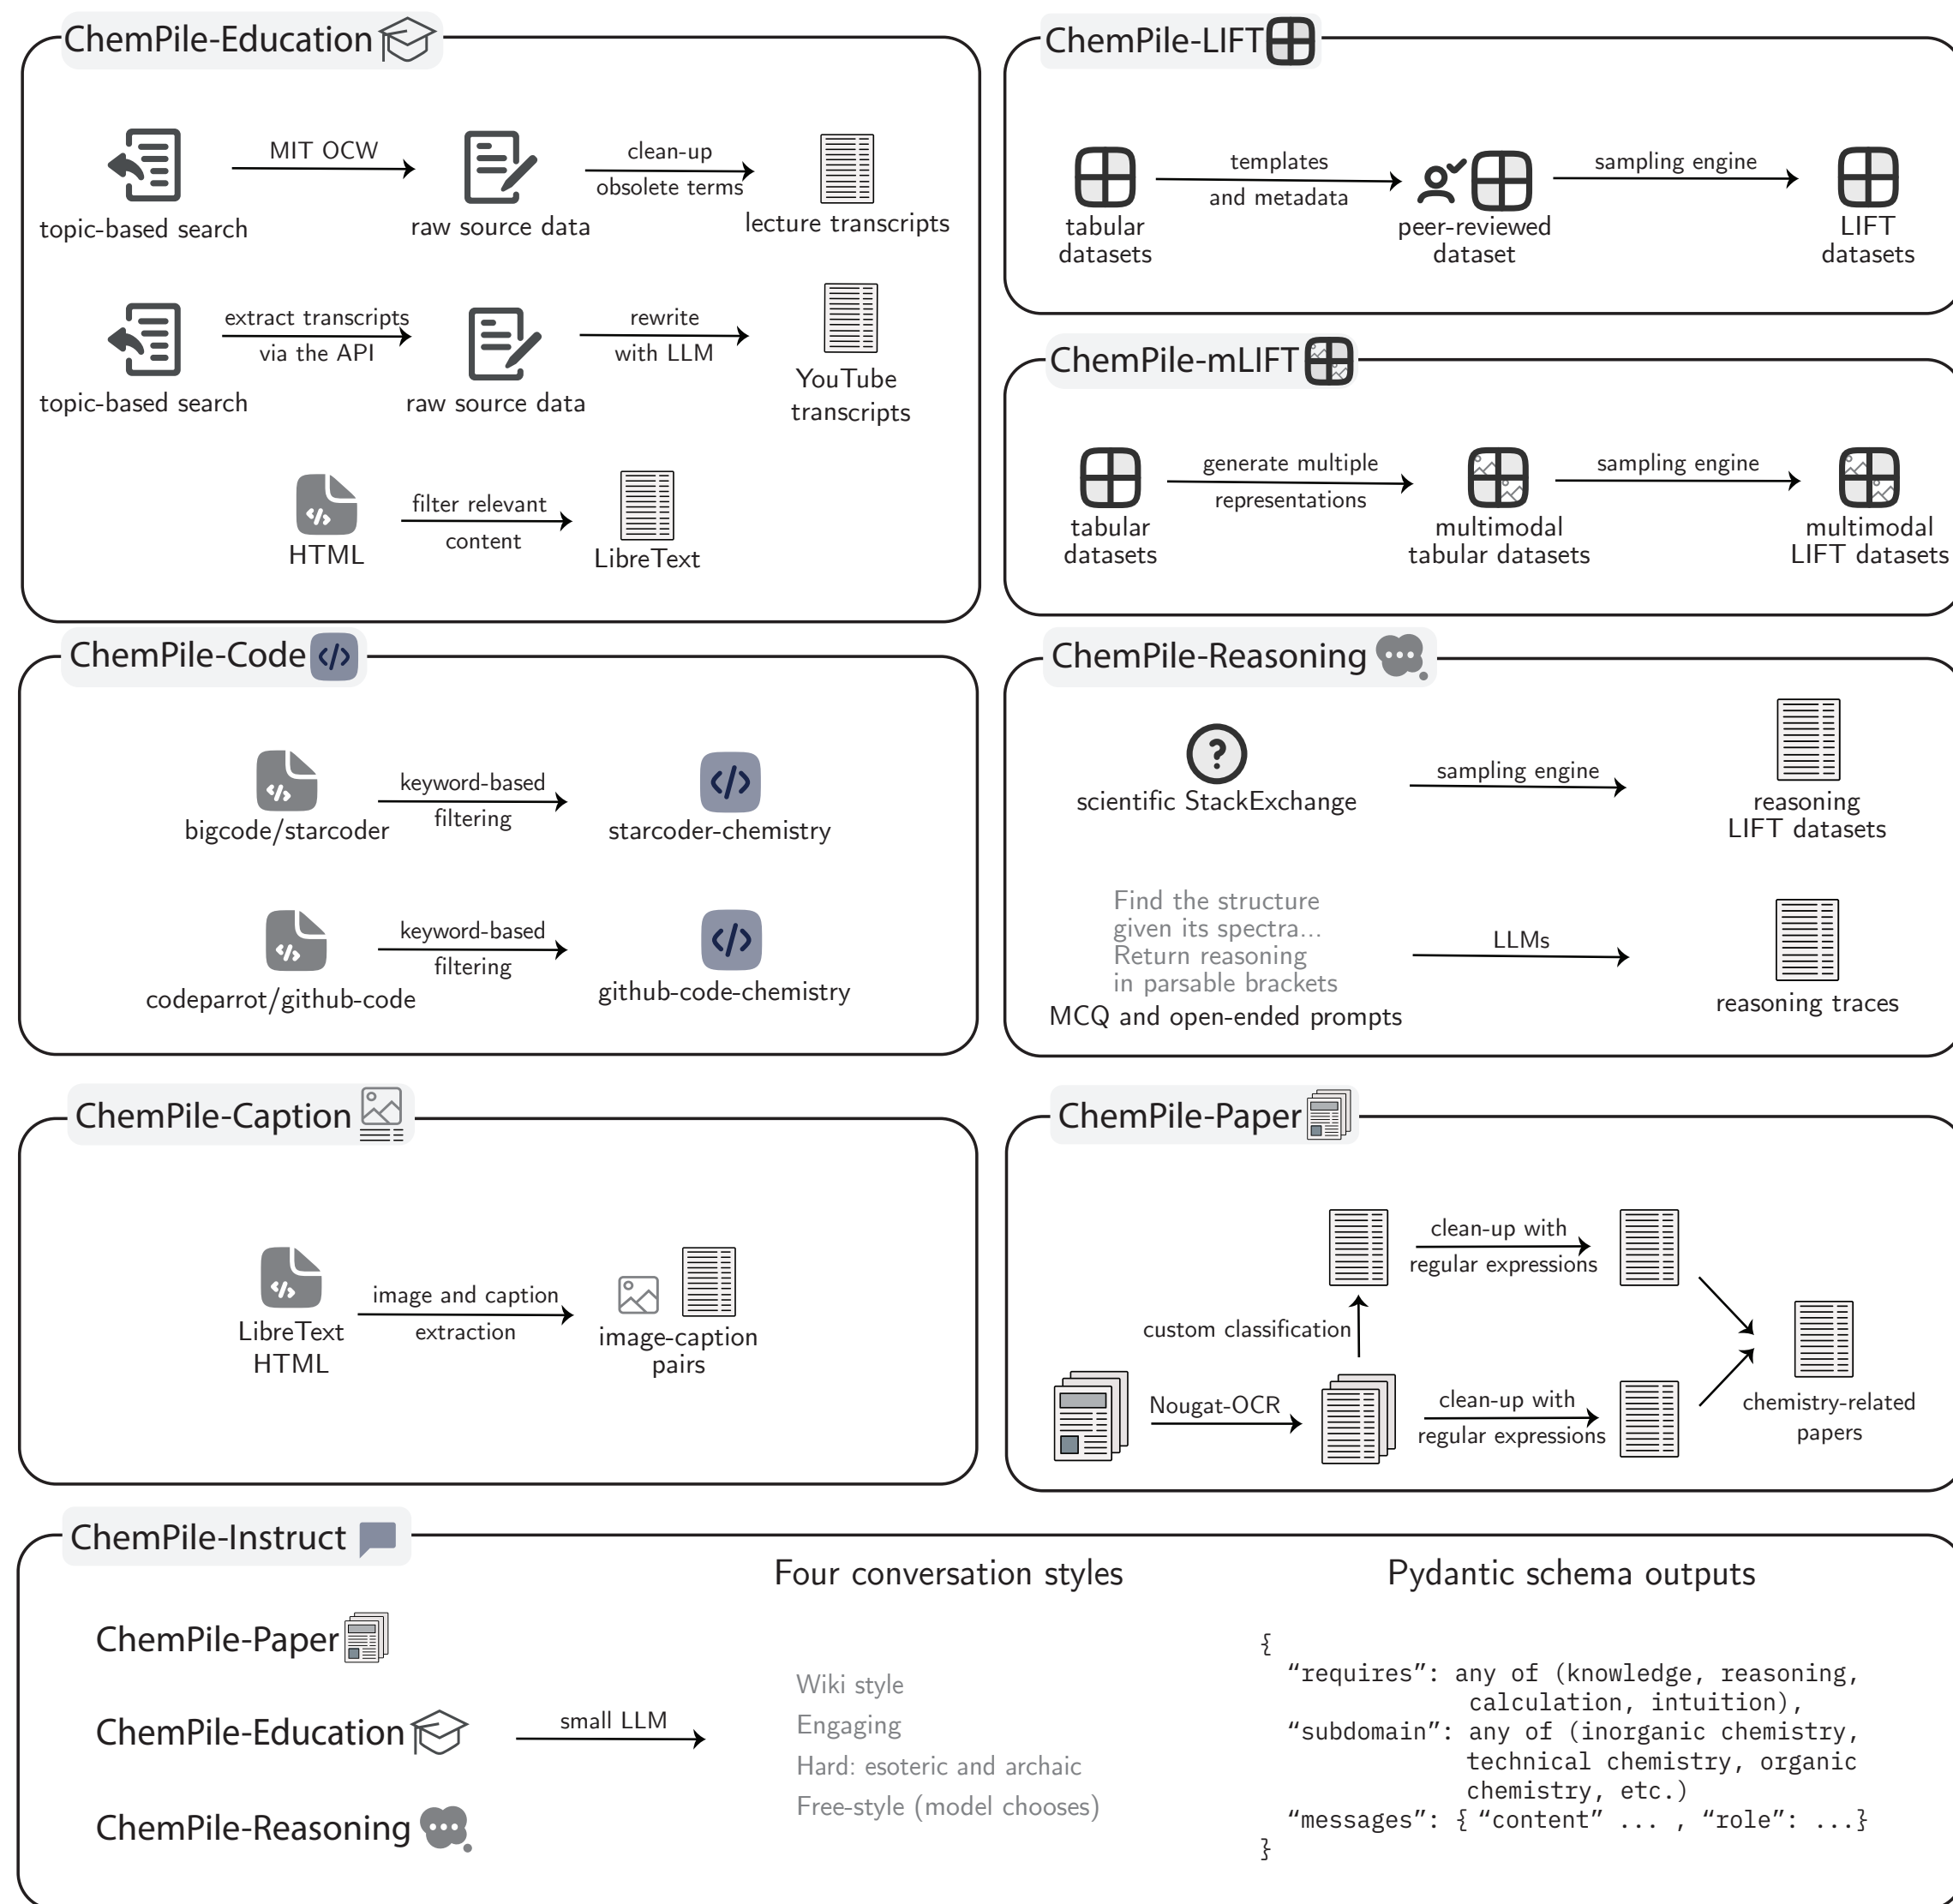 ChemPile-Education
MIT OCW
clean-up
obsolete terms
topic-based search
raw source data
lecture transcripts
extract transcripts
via the API
rewrite
with LLM
topic-based search
raw source data
YouTube
transcripts
filter relevant
content
HTML
LibreText
ChemPile-LIFT
templates
and metadata
sampling engine
tabular
datasets
peer-reviewed
dataset
LIFT
datasets
ChemPile-mLIFT
generate multiple
representations
sampling engine
tabular
datasets
multimodal
tabular datasets
multimodal
LIFT datasets
ChemPile-Code
keyword-based
filtering
bigcode/starcoder
starcoder-chemistry
keyword-based
filtering
codeparrot/github-code
github-code-chemistry
ChemPile-Reasoning
scientific StackExchange
sampling engine
reasoning
LIFT datasets
Find the structure
given its spectra...
Return reasoning
in parsable brackets
MCQ and open-ended prompts
LLMs
reasoning traces
ChemPile-Caption
LibreText
HTML
image and caption
extraction
image-caption
pairs
ChemPile-Paper
clean-up with
regular expressions
custom classification
Nougat-OCR
clean-up with
regular expressions
chemistry-related
papers
ChemPile-Instruct
ChemPile-Paper
ChemPile-Education
ChemPile-Reasoning
small LLM
Four conversation styles
Wiki style
Engaging
Hard: esoteric and archaic
Free-style (model chooses)
Pydantic schema outputs
{
“requires”: any of (knowledge, reasoning,
calculation, intuition),
“subdomain”: any of (inorganic chemistry,
technical chemistry, organic
chemistry, etc.)
“messages”: { “content” ... , “role”: ...}
}